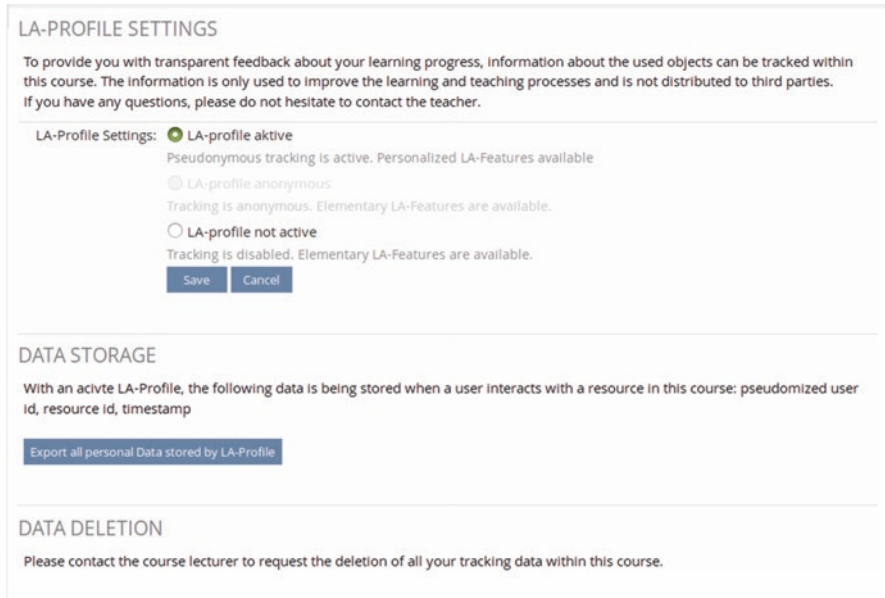 LA-PROFILE SETTINGS
To provide you with transparent feedback about your learning progress, information about the used objects can be tracked within
this course. The information is only used to improve the learning and teaching processes and is not distributed to third parties.
If you have any questions, please do not hesitate to contact the teacher.
LA-Profile Settings: LA-profile aktive
Pseudonymous tracking is active. Personalized LA-Features available
LA-profile anonymous
Tracking is anonymous. Elementary LA-Features are available.
LA-profile not active
Tracking is disabled. Elementary LA-Features are available.
Save Cancel
DATA STORAGE
With an acivte LA-Profile, the following data is being stored when a user interacts with a resource in this course: pseudomized user
id, resource id, timestamp
Export all personal Data stored by LA-Profile
DATA DELETION
Please contact the course lecturer to request the deletion of all your tracking data within this course.